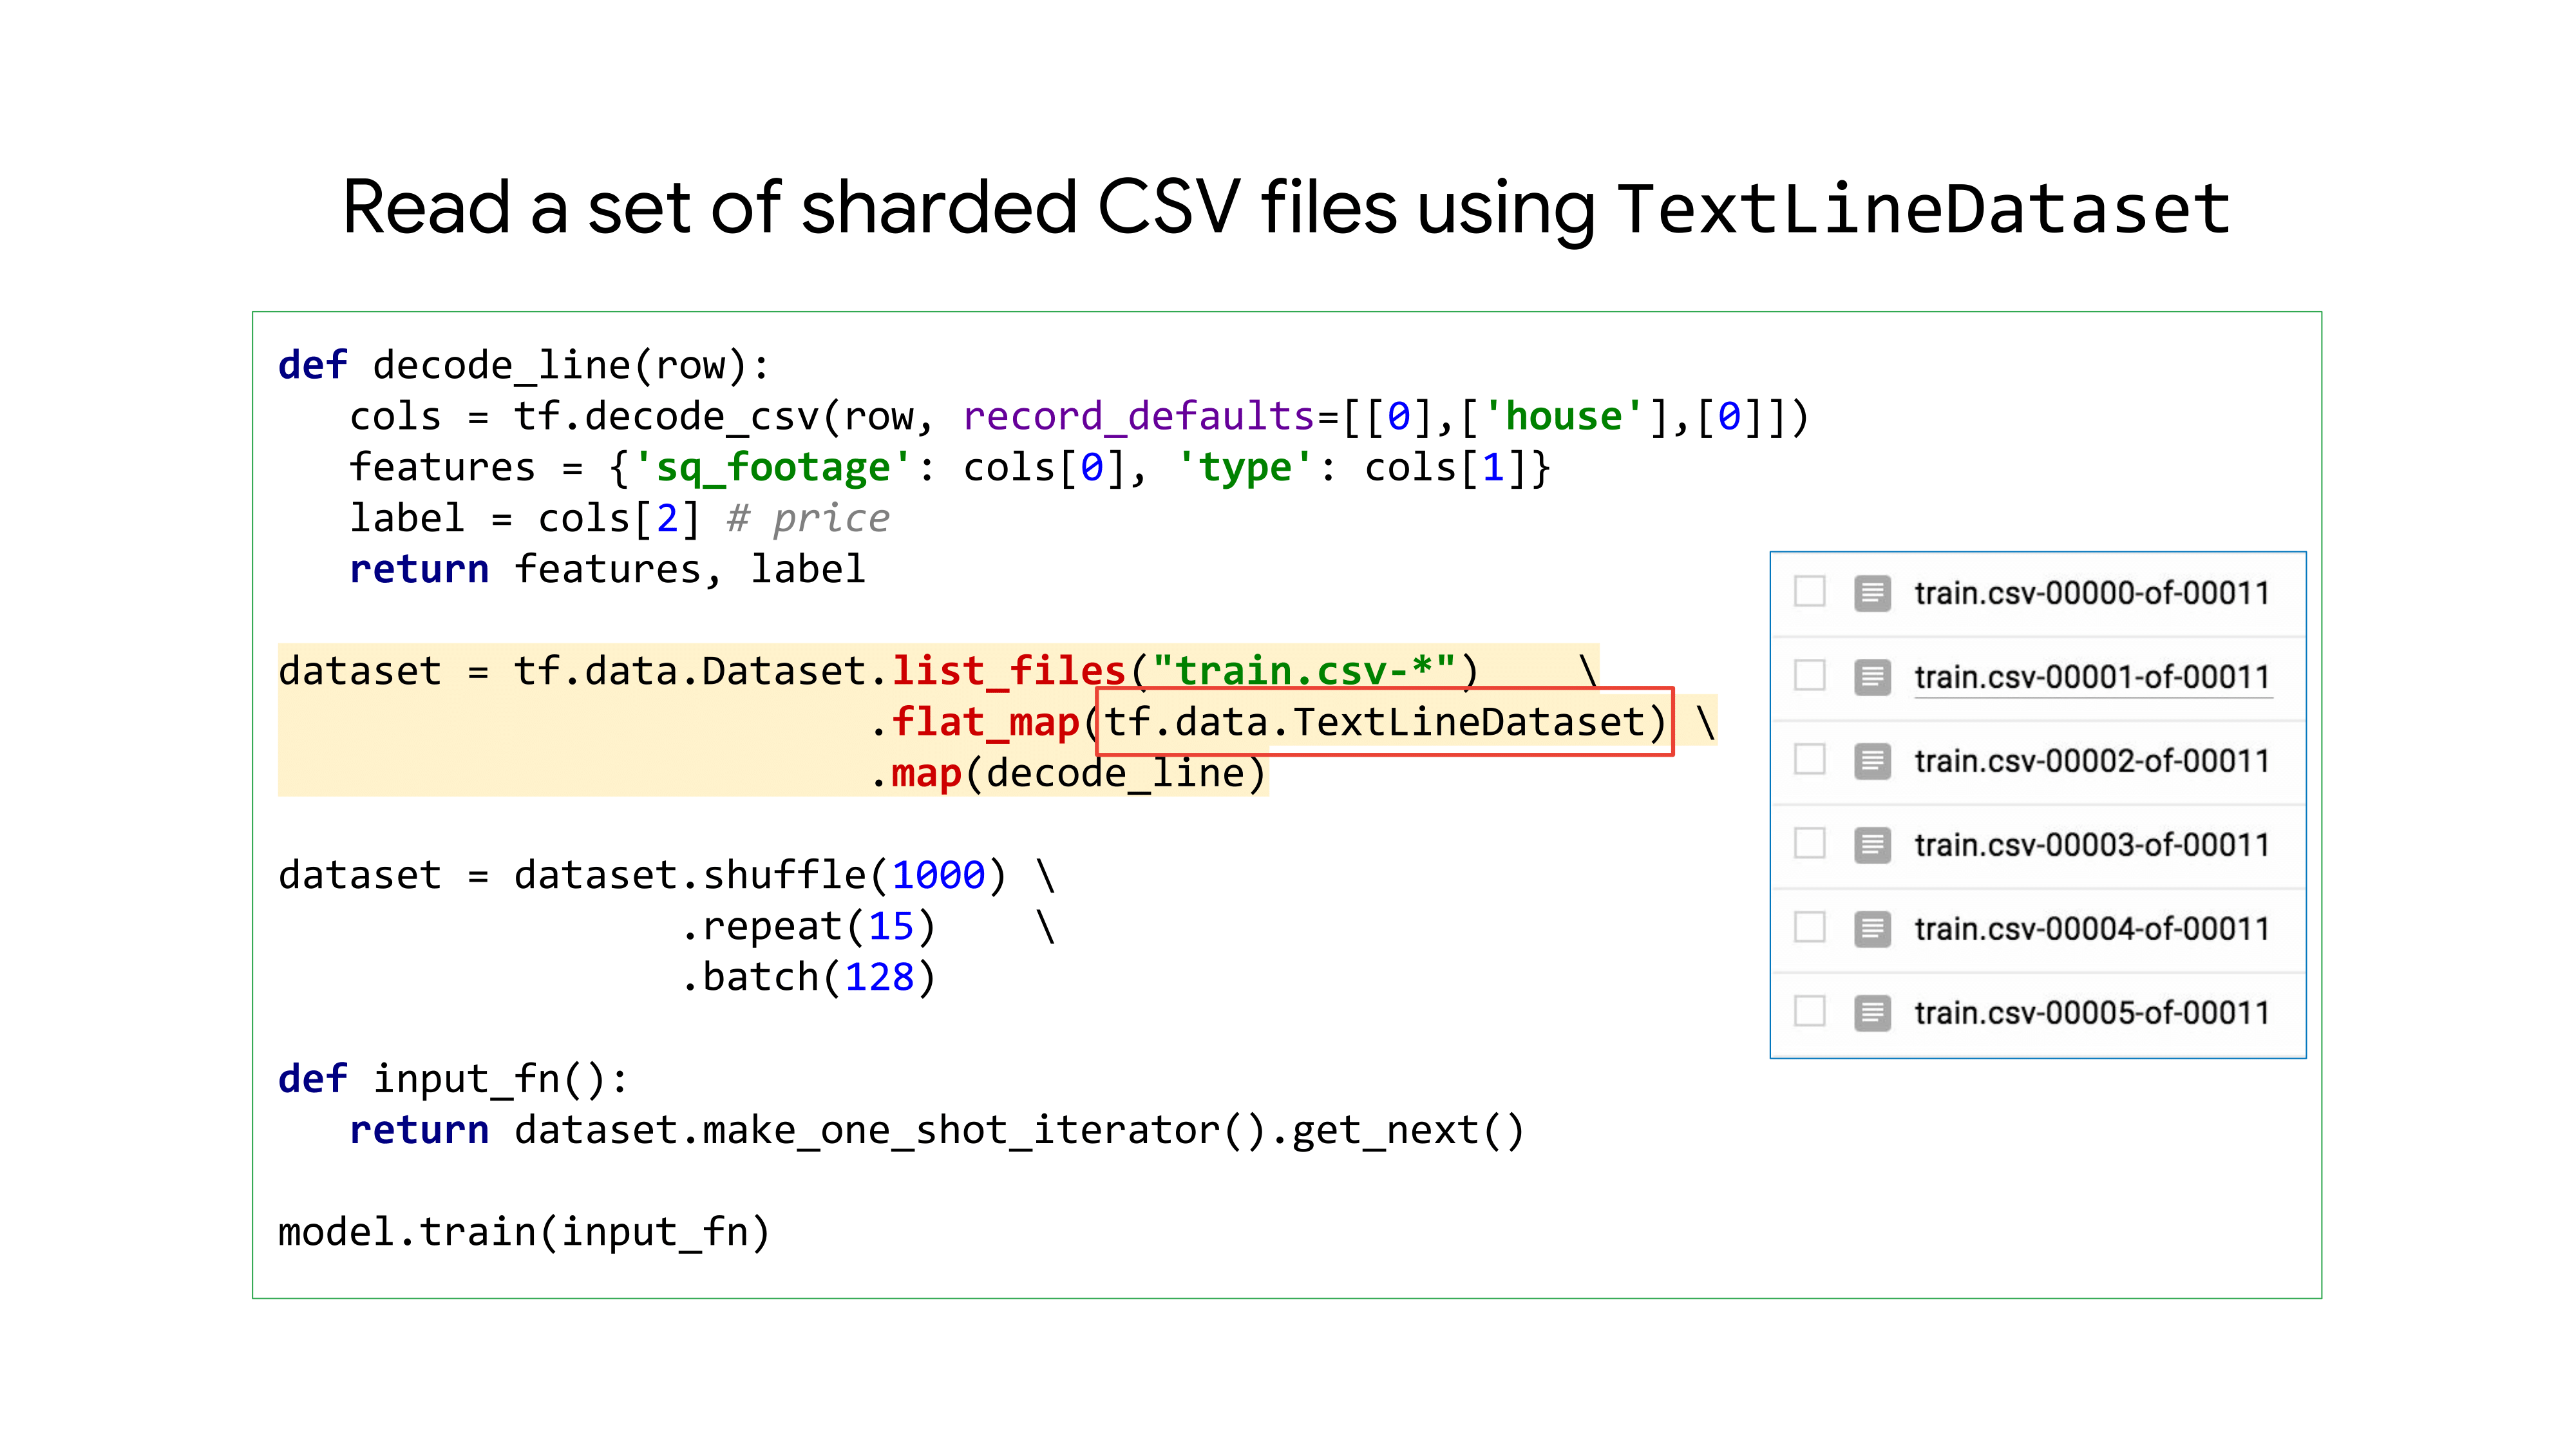 Read a set of sharded CSV files using TextLineDataset
def decode_line(row):
   cols = tf.decode_csv(row, record_defaults=[[0],['house'],[0]])
   features = {'sq_footage': cols[0], 'type': cols[1]}
   label = cols[2] # price
   return features, label
dataset = tf.data.Dataset.list_files("train.csv-*")    \
                         .flat_map(tf.data.TextLineDataset) \
                         .map(decode_line)
dataset = dataset.shuffle(1000) \
                 .repeat(15)    \
                 .batch(128)
def input_fn():
   return dataset.make_one_shot_iterator().get_next()
model.train(input_fn)
train.csv-00000-of-00011
train.csv-00001-of-00011
train.csv-00002-of-00011
train.csv-00003-of-00011
train.csv-00004-of-00011
train.csv-00005-of-00011